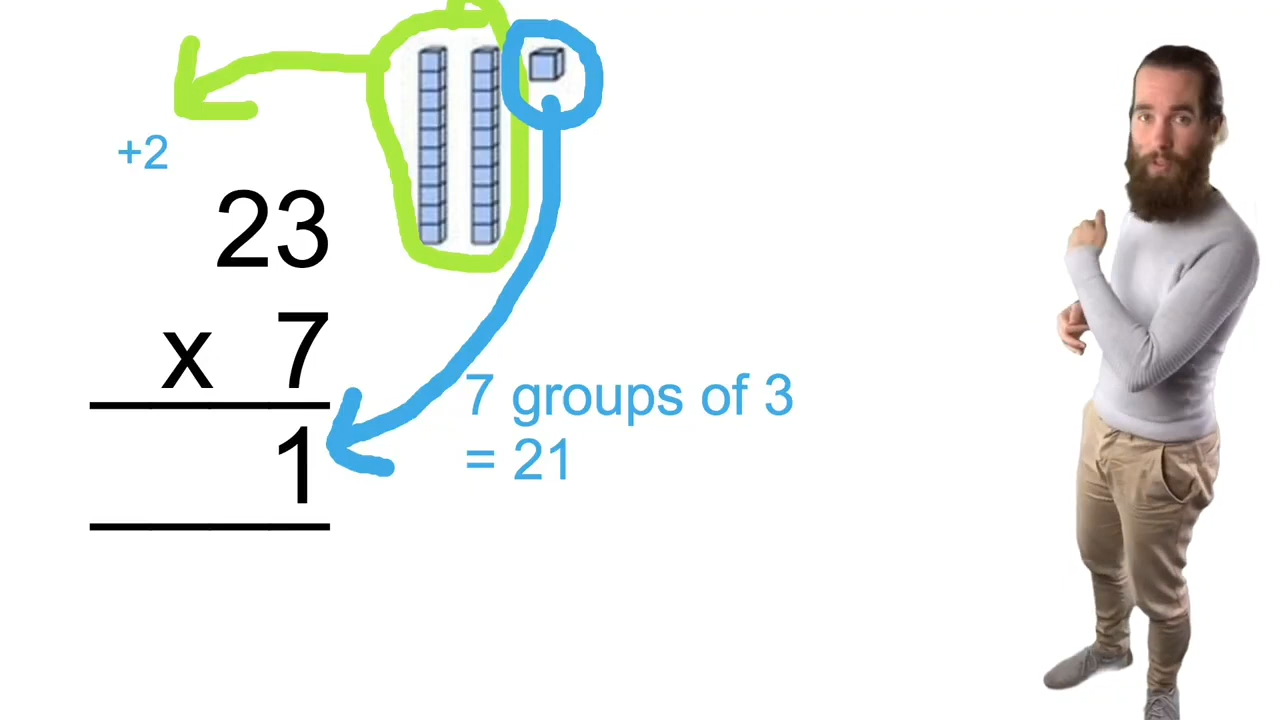 +2
23
x 7
1
7 groups of 3
= 21